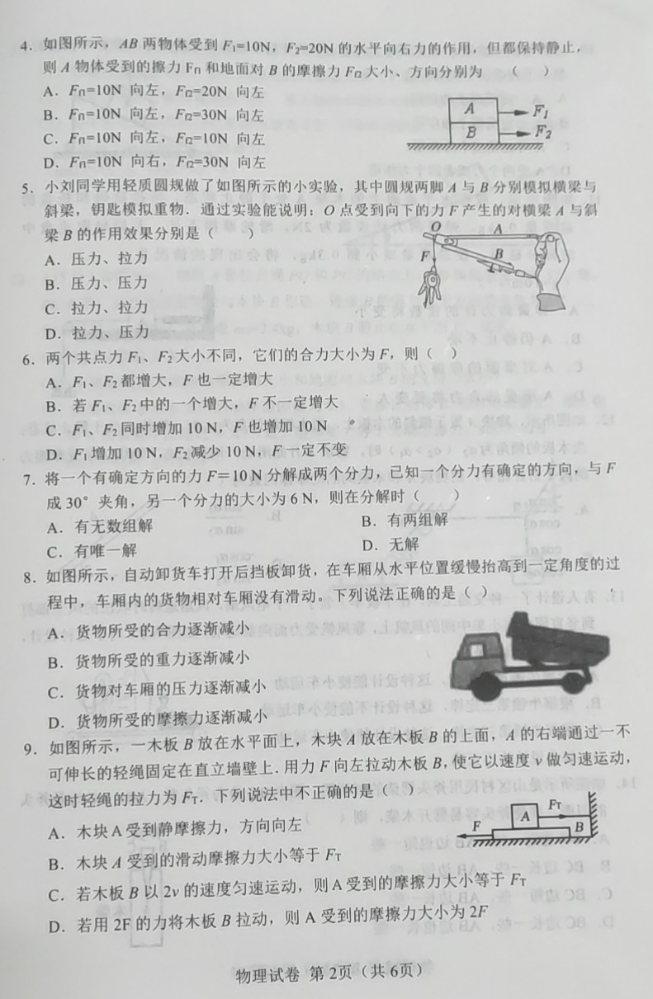 4. 如图所示，AB 两物体受到 F₁=10N，F₂=20N 的水平向右力的作用，但都保持静止，
则 A 物体受到的擦力 Ff1 和地面对 B 的摩擦力 Ff2 大小、方向分别为 （ ）
A．Ff1=10N 向左，Ff2=20N 向左
B．Ff1=10N 向左，Ff2=30N 向左
C．Ff1=10N 向左，Ff2=10N 向左
D．Ff1=10N 向右，Ff2=30N 向左
A F₁
B F₂
5. 小刘同学用轻质圆规做了如图所示的小实验，其中圆规两脚 A 与 B 分别模拟横梁与
斜梁，钥匙模拟重物．通过实验能说明：O 点受到向下的力 F 产生的对横梁 A 与斜
梁 B 的作用效果分别是（ ）
A．压力、拉力
B．压力、压力
C．拉力、拉力
D．拉力、压力
O A
F B
6. 两个共点力 F₁、F₂ 大小不同，它们的合力大小为 F，则（ ）
A．F₁、F₂ 都增大，F 也一定增大
B．若 F₁、F₂ 中的一个增大，F 不一定增大
C．F₁、F₂ 同时增加 10 N，F 也增加 10 N
D．F₁ 增加 10 N，F₂ 减少 10 N，F 一定不变
7. 将一个有确定方向的力 F＝10 N 分解成两个分力，已知一个分力有确定的方向，与 F
成 30°夹角，另一个分力的大小为 6 N，则在分解时（ ）
A．有无数组解 B．有两组解
C．有唯一解 D．无解
8. 如图所示，自动卸货车打开后挡板卸货，在车厢从水平位置缓慢抬高到一定角度的过
程中，车厢内的货物相对车厢没有滑动。下列说法正确的是（ ）
A．货物所受的合力逐渐减小
B．货物所受的重力逐渐减小
C．货物对车厢的压力逐渐减小
D．货物所受的摩擦力逐渐减小
9. 如图所示，一木板 B 放在水平面上，木块 A 放在木板 B 的上面，A 的右端通过一不
可伸长的轻绳固定在直立墙壁上．用力 F 向左拉动木板 B，使它以速度 v 做匀速运动，
这时轻绳的拉力为 FT．下列说法中不正确的是（ ）
A．木块 A 受到静摩擦力，方向向左
B．木块 A 受到的滑动摩擦力大小等于 FT
C．若木板 B 以 2v 的速度匀速运动，则 A 受到的摩擦力大小等于 FT
D．若用 2F 的力将木板 B 拉动，则 A 受到的摩擦力大小为 2F
A FT
F B
物理试卷 第 2页（共 6页）